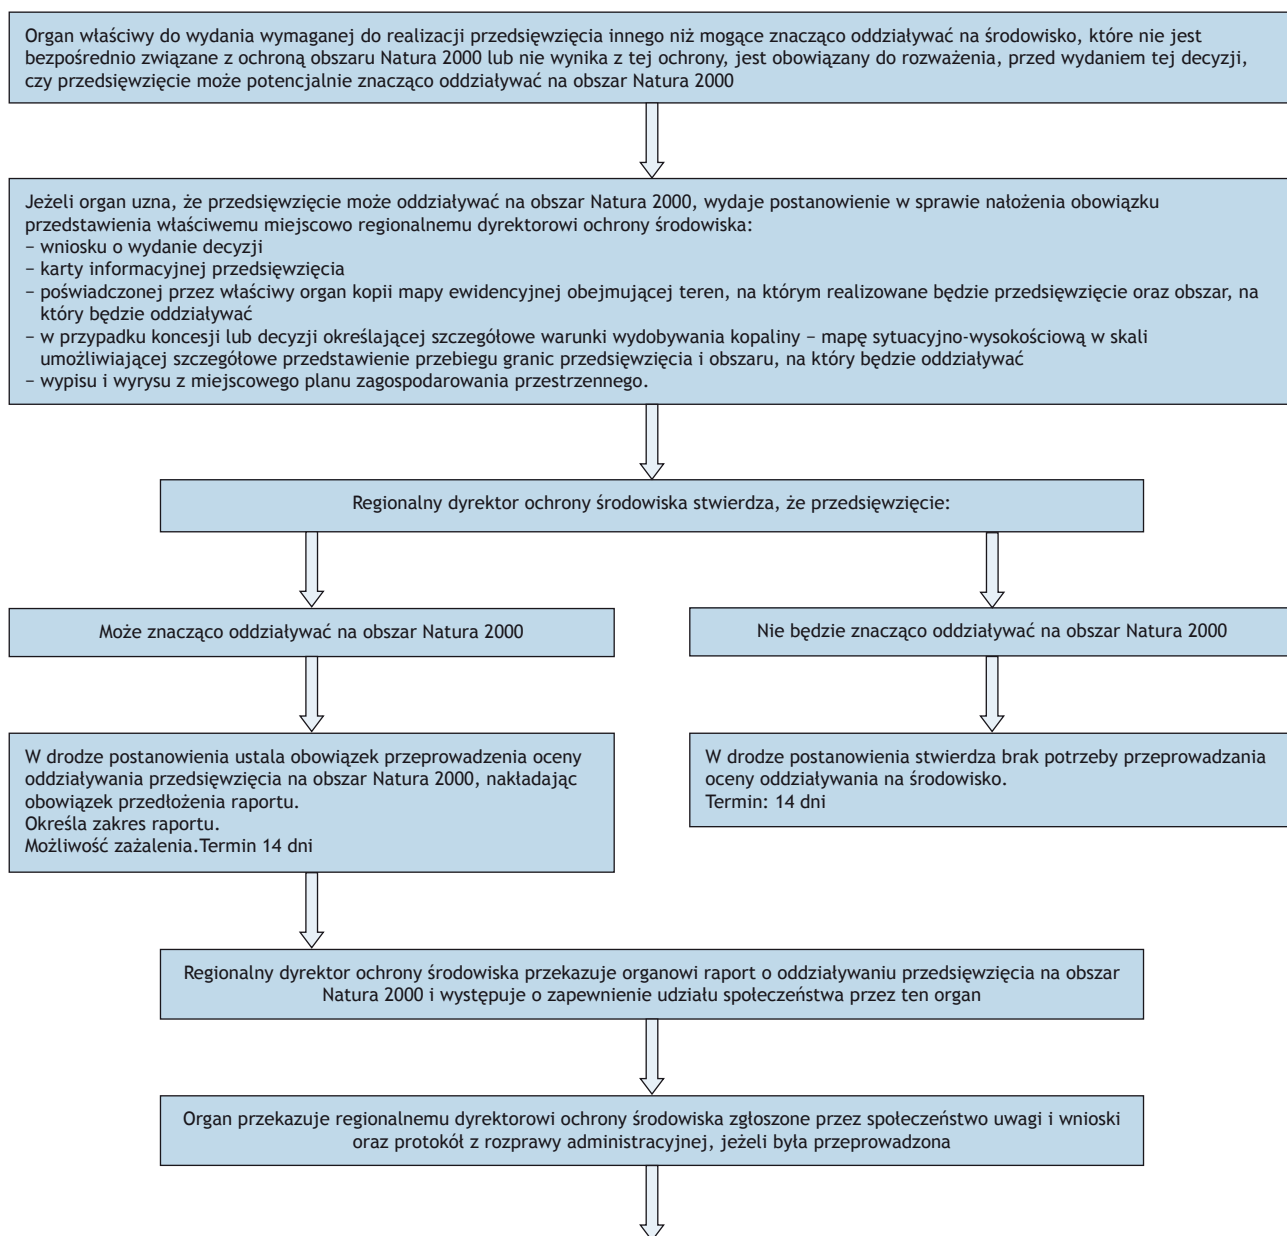 Organ właściwy do wydania wymaganej do realizacji przedsięwzięcia innego niż mogące znacząco oddziaływać na środowisko, które nie jest
bezpośrednio związane z ochroną obszaru Natura 2000 lub nie wynika z tej ochrony, jest obowiązany do rozważenia, przed wydaniem tej decyzji,
czy przedsięwzięcie może potencjalnie znacząco oddziaływać na obszar Natura 2000
Jeżeli organ uzna, że przedsięwzięcie może oddziaływać na obszar Natura 2000, wydaje postanowienie w sprawie nałożenia obowiązku
przedstawienia właściwemu miejscowo regionalnemu dyrektorowi ochrony środowiska:
– wniosku o wydanie decyzji
– karty informacyjnej przedsięwzięcia
– poświadczonej przez właściwy organ kopii mapy ewidencyjnej obejmującej teren, na którym realizowane będzie przedsięwzięcie oraz obszar, na
który będzie oddziaływać
– w przypadku koncesji lub decyzji określającej szczegółowe warunki wydobywania kopaliny – mapę sytuacyjno-wysokościową w skali
umożliwiającej szczegółowe przedstawienie przebiegu granic przedsięwzięcia i obszaru, na który będzie oddziaływać
– wypisu i wyrysu z miejscowego planu zagospodarowania przestrzennego.
Regionalny dyrektor ochrony środowiska stwierdza, że przedsięwzięcie:
Może znacząco oddziaływać na obszar Natura 2000
Nie będzie znacząco oddziaływać na obszar Natura 2000
W drodze postanowienia ustala obowiązek przeprowadzenia oceny
oddziaływania przedsięwzięcia na obszar Natura 2000, nakładając
obowiązek przedłożenia raportu.
Określa zakres raportu.
Możliwość zażalenia.Termin 14 dni
W drodze postanowienia stwierdza brak potrzeby przeprowadzania
oceny oddziaływania na środowisko.
Termin: 14 dni
Regionalny dyrektor ochrony środowiska przekazuje organowi raport o oddziaływaniu przedsięwzięcia na obszar
Natura 2000 i występuje o zapewnienie udziału społeczeństwa przez ten organ
Organ przekazuje regionalnemu dyrektorowi ochrony środowiska zgłoszone przez społeczeństwo uwagi i wnioski
oraz protokół z rozprawy administracyjnej, jeżeli była przeprowadzona